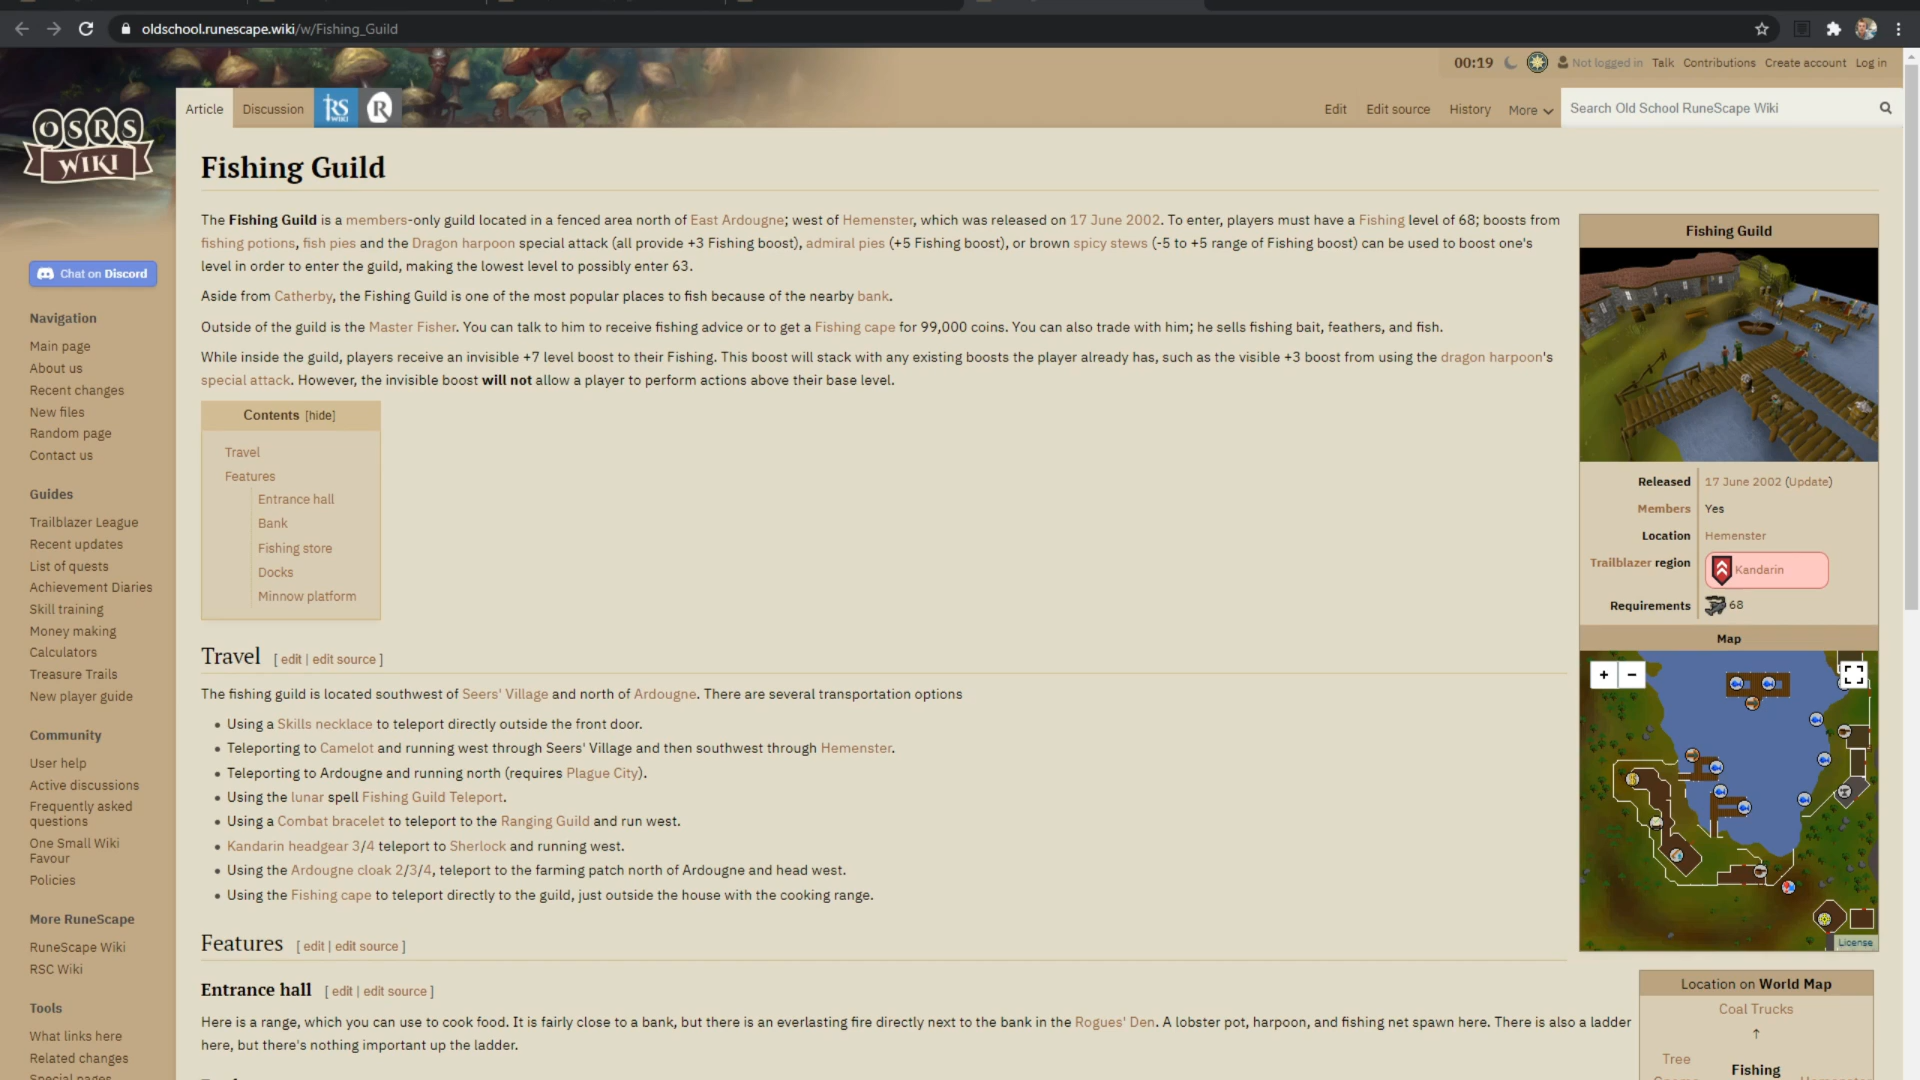 oldschool.runescape.wiki/w/Fishing_Guild
00:19 Not logged in Talk Contributions Create account Log in
OSRS
WIKI
Article Discussion RS WIKI R Edit Edit source History More Search Old School RuneScape Wiki
Fishing Guild
The Fishing Guild is a members-only guild located in a fenced area north of East Ardougne; west of Hemenster, which was released on 17 June 2002. To enter, players must have a Fishing level of 68; boosts from
fishing potions, fish pies and the Dragon harpoon special attack (all provide +3 Fishing boost), admiral pies (+5 Fishing boost), or brown spicy stews (-5 to +5 range of Fishing boost) can be used to boost one's
level in order to enter the guild, making the lowest level to possibly enter 63.
Aside from Catherby, the Fishing Guild is one of the most popular places to fish because of the nearby bank.
Outside of the guild is the Master Fisher. You can talk to him to receive fishing advice or to get a Fishing cape for 99,000 coins. You can also trade with him; he sells fishing bait, feathers, and fish.
While inside the guild, players receive an invisible +7 level boost to their Fishing. This boost will stack with any existing boosts the player already has, such as the visible +3 boost from using the dragon harpoon's
special attack. However, the invisible boost will not allow a player to perform actions above their base level.
Contents [hide]
Travel
Features
Entrance hall
Bank
Fishing store
Docks
Minnow platform
Travel [ edit | edit source ]
The fishing guild is located southwest of Seers' Village and north of Ardougne. There are several transportation options
• Using a Skills necklace to teleport directly outside the front door.
• Teleporting to Camelot and running west through Seers' Village and then southwest through Hemenster.
• Teleporting to Ardougne and running north (requires Plague City).
• Using the lunar spell Fishing Guild Teleport.
• Using a Combat bracelet to teleport to the Ranging Guild and run west.
• Kandarin headgear 3/4 teleport to Sherlock and running west.
• Using the Ardougne cloak 2/3/4, teleport to the farming patch north of Ardougne and head west.
• Using the Fishing cape to teleport directly to the guild, just outside the house with the cooking range.
Features [ edit | edit source ]
Entrance hall [ edit | edit source ]
Here is a range, which you can use to cook food. It is fairly close to a bank, but there is an everlasting fire directly next to the bank in the Rogues' Den. A lobster pot, harpoon, and fishing net spawn here. There is also a ladder
here, but there's nothing important up the ladder.
Fishing Guild
Released 17 June 2002 (Update)
Members Yes
Location Hemenster
Trailblazer region Kandarin
Requirements 68
Map
+ −
License
Location on World Map
Coal Trucks
↑
Tree
Fishing
Chat on Discord
Navigation
Main page
About us
Recent changes
New files
Random page
Contact us
Guides
Trailblazer League
Recent updates
List of quests
Achievement Diaries
Skill training
Money making
Calculators
Treasure Trails
New player guide
Community
User help
Active discussions
Frequently asked
questions
One Small Wiki
Favour
Policies
More RuneScape
RuneScape Wiki
RSC Wiki
Tools
What links here
Related changes
Special pages